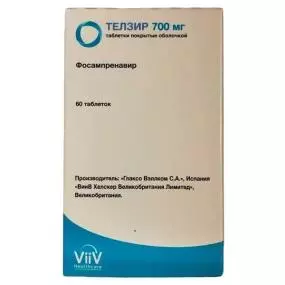 ТЕЛЗИР 700 мг
таблетки покрытые оболочкой
Фосампренавир
60 таблеток
Производитель: «Глаксо Вэллком С.А.», Испания
«ВииВ Хелскер Великобритания Лимитед»,
Великобритания.
ViiV
Healthcare